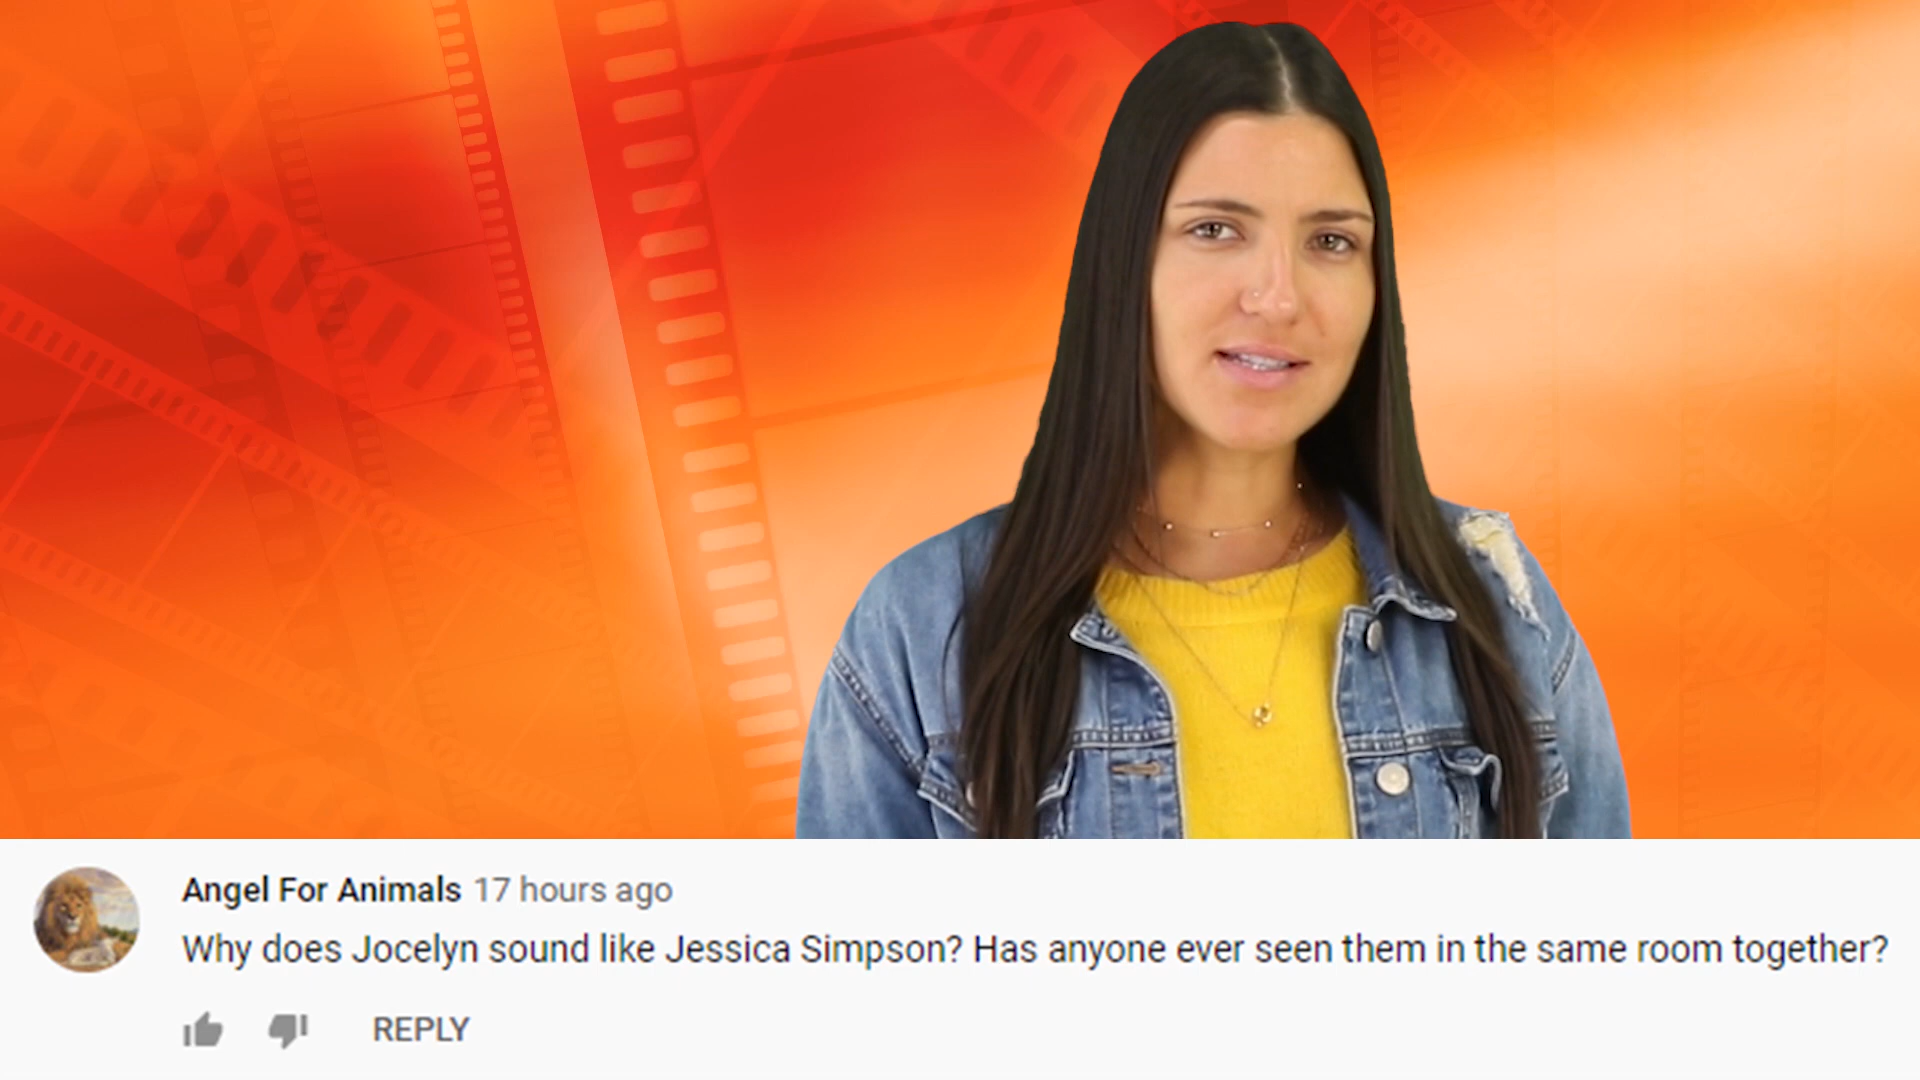 Angel For Animals 17 hours ago
Why does Jocelyn sound like Jessica Simpson? Has anyone ever seen them in the same room together?
REPLY